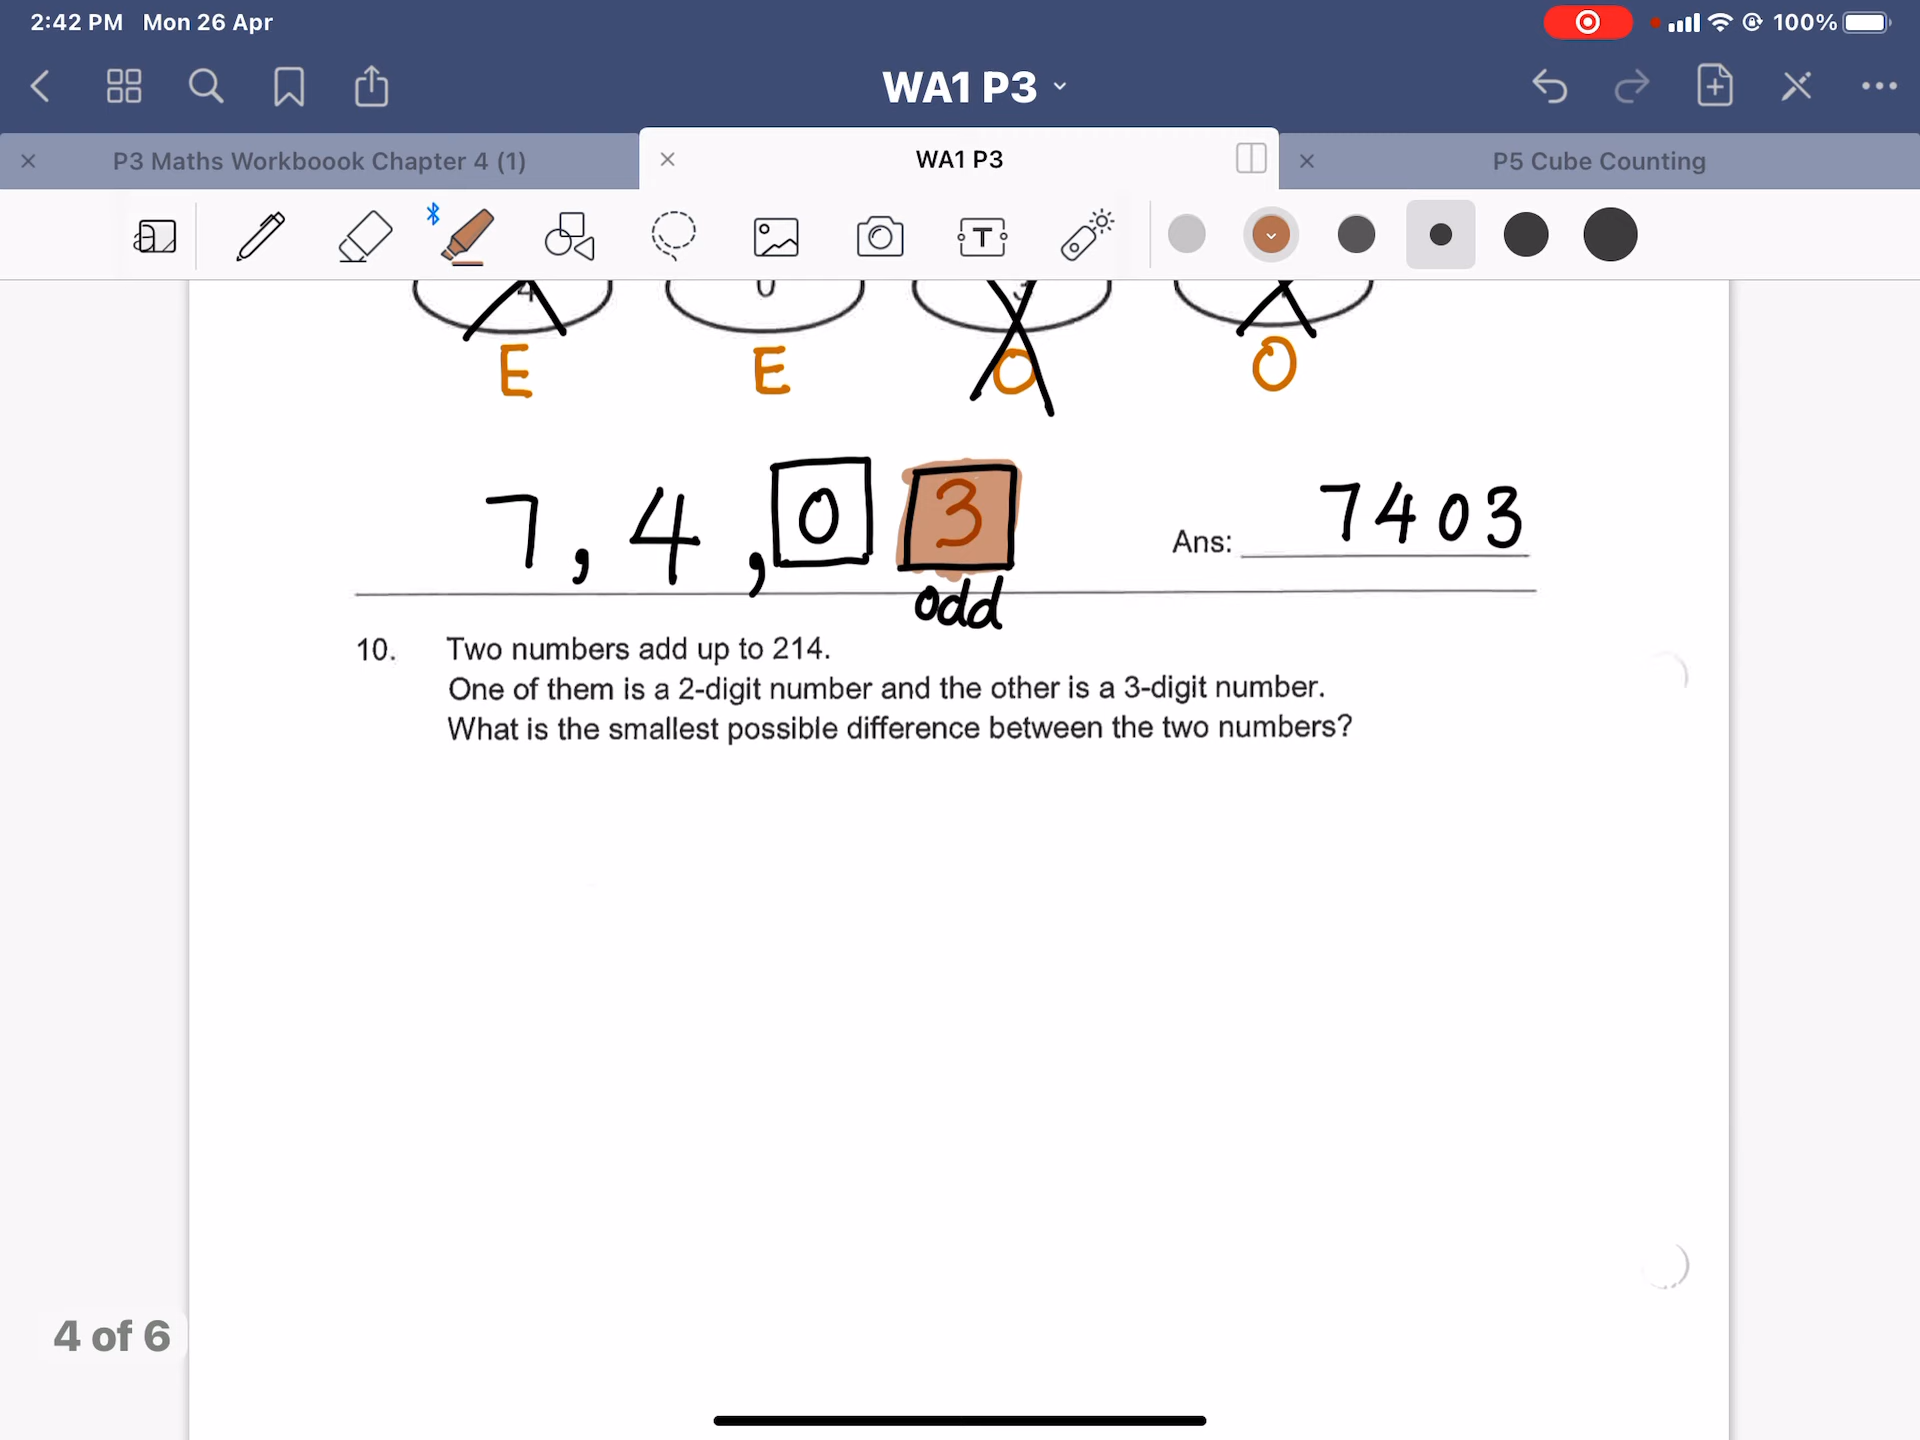 2:42 PM Mon 26 Apr
100%
WA1 P3
P3 Maths Workboook Chapter 4 (1)
WA1 P3
P5 Cube Counting
4 0 3
E E O O
7, 4, 0 3
Ans: 7403
odd
10. Two numbers add up to 214.
One of them is a 2-digit number and the other is a 3-digit number.
What is the smallest possible difference between the two numbers?
4 of 6